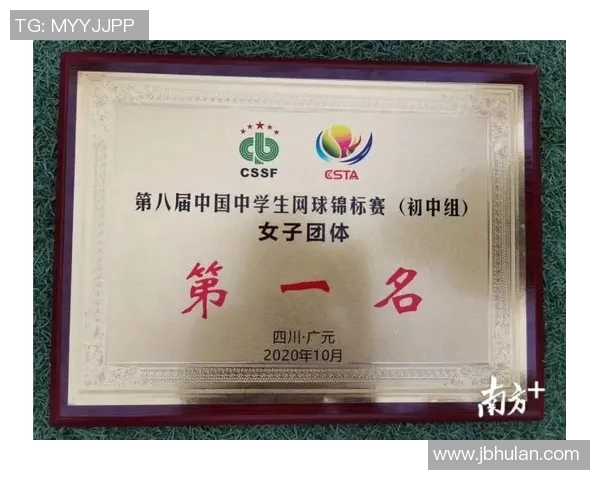 TG: MYYJJPP
CSSF
CSTA
第八届中国中学生网球锦标赛（初中组）
女子团体
第一名
四川·广元
2020年10月
南方+
www.jbhulan.com